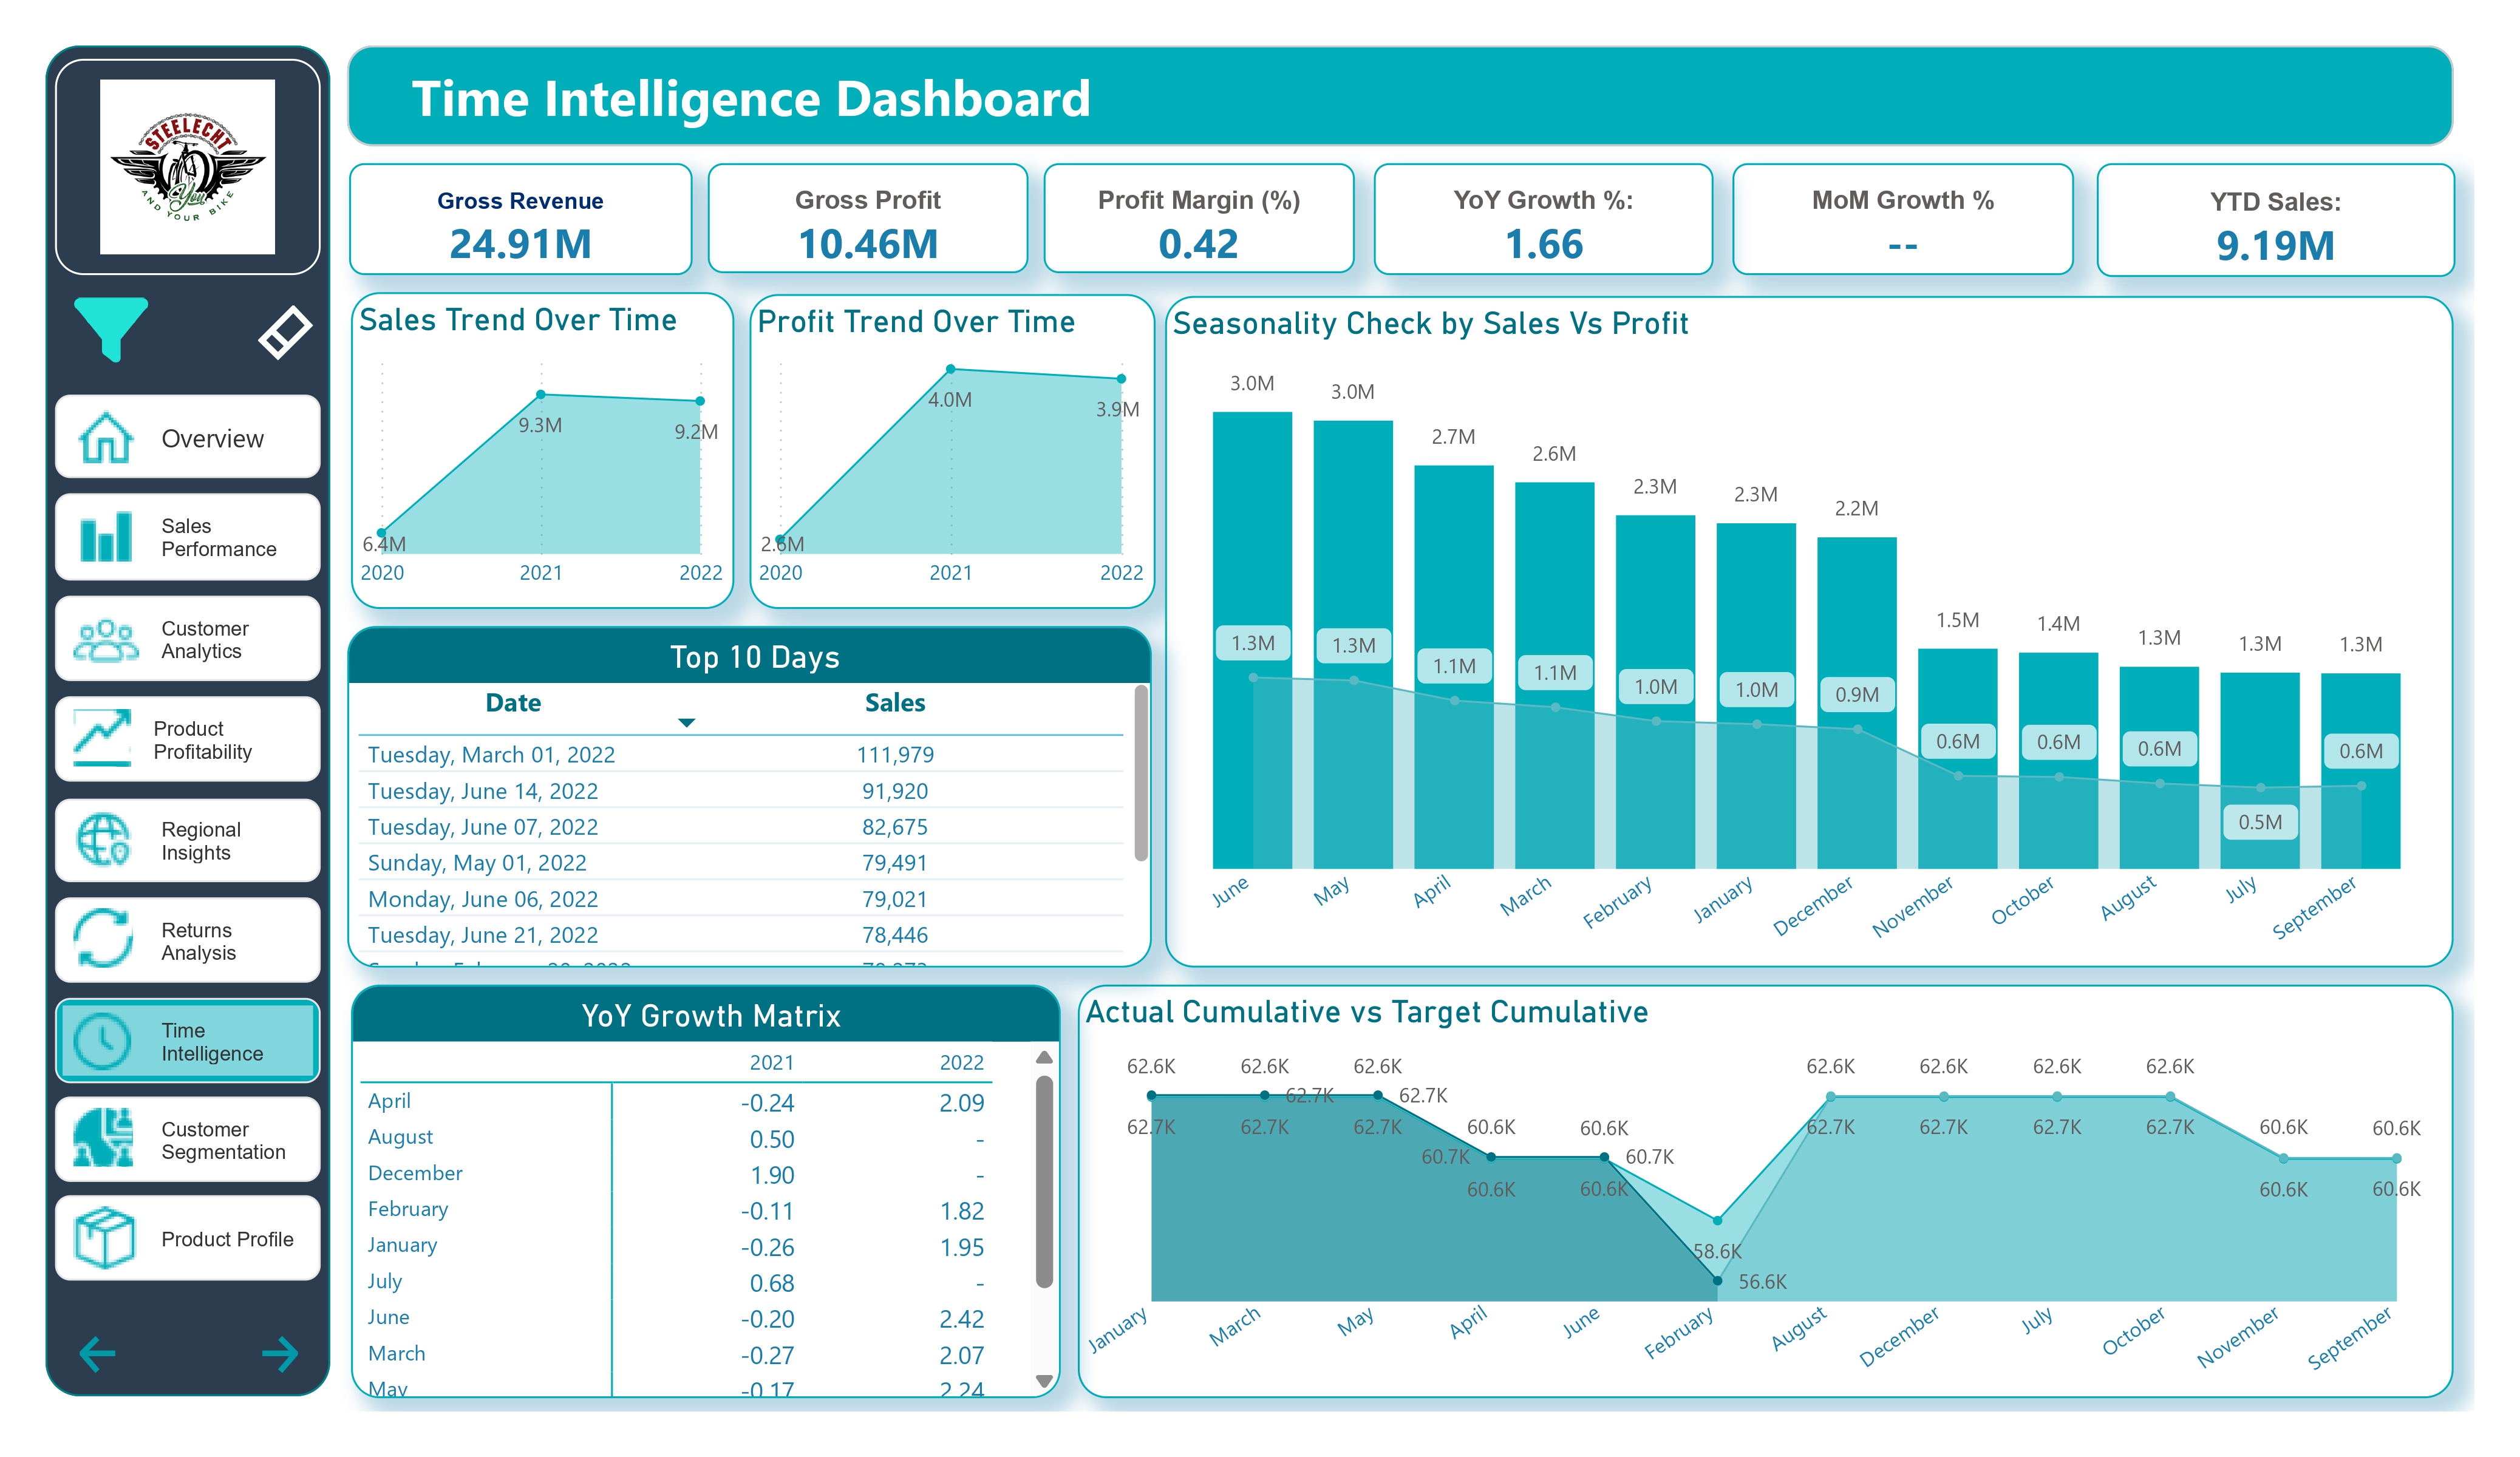 STEELECHT
You
AND YOUR BIKE
Overview
Sales
Performance
Customer
Analytics
Product
Profitability
Regional
Insights
Returns
Analysis
Time
Intelligence
Customer
Segmentation
Product Profile
Time Intelligence Dashboard
Gross Revenue
24.91M
Gross Profit
10.46M
Profit Margin (%)
0.42
YoY Growth %:
1.66
MoM Growth %
--
YTD Sales:
9.19M
Sales Trend Over Time
9.3M
9.2M
6.4M
2020 2021 2022
Profit Trend Over Time
4.0M
3.9M
2.6M
2020 2021 2022
Seasonality Check by Sales Vs Profit
3.0M 3.0M 2.7M 2.6M 2.3M 2.3M 2.2M 1.5M 1.4M 1.3M 1.3M 1.3M
1.3M 1.3M 1.1M 1.1M 1.0M 1.0M 0.9M 0.6M 0.6M 0.6M 0.5M 0.6M
June May April March February January December November October August July September
Top 10 Days
Date Sales
Tuesday, March 01, 2022 111,979
Tuesday, June 14, 2022 91,920
Tuesday, June 07, 2022 82,675
Sunday, May 01, 2022 79,491
Monday, June 06, 2022 79,021
Tuesday, June 21, 2022 78,446
YoY Growth Matrix
2021 2022
April -0.24 2.09
August 0.50 -
December 1.90 -
February -0.11 1.82
January -0.26 1.95
July 0.68 -
June -0.20 2.42
March -0.27 2.07
May -0.17 2.24
Actual Cumulative vs Target Cumulative
62.6K 62.6K 62.6K 62.6K 62.6K 62.6K 62.6K
62.7K 62.7K
62.7K 62.7K 62.7K 60.6K 60.6K 62.7K 62.7K 62.7K 62.7K 60.6K 60.6K
60.7K 60.7K
60.6K 60.6K 60.6K 60.6K
58.6K
56.6K
January March May April June February August December July October November September